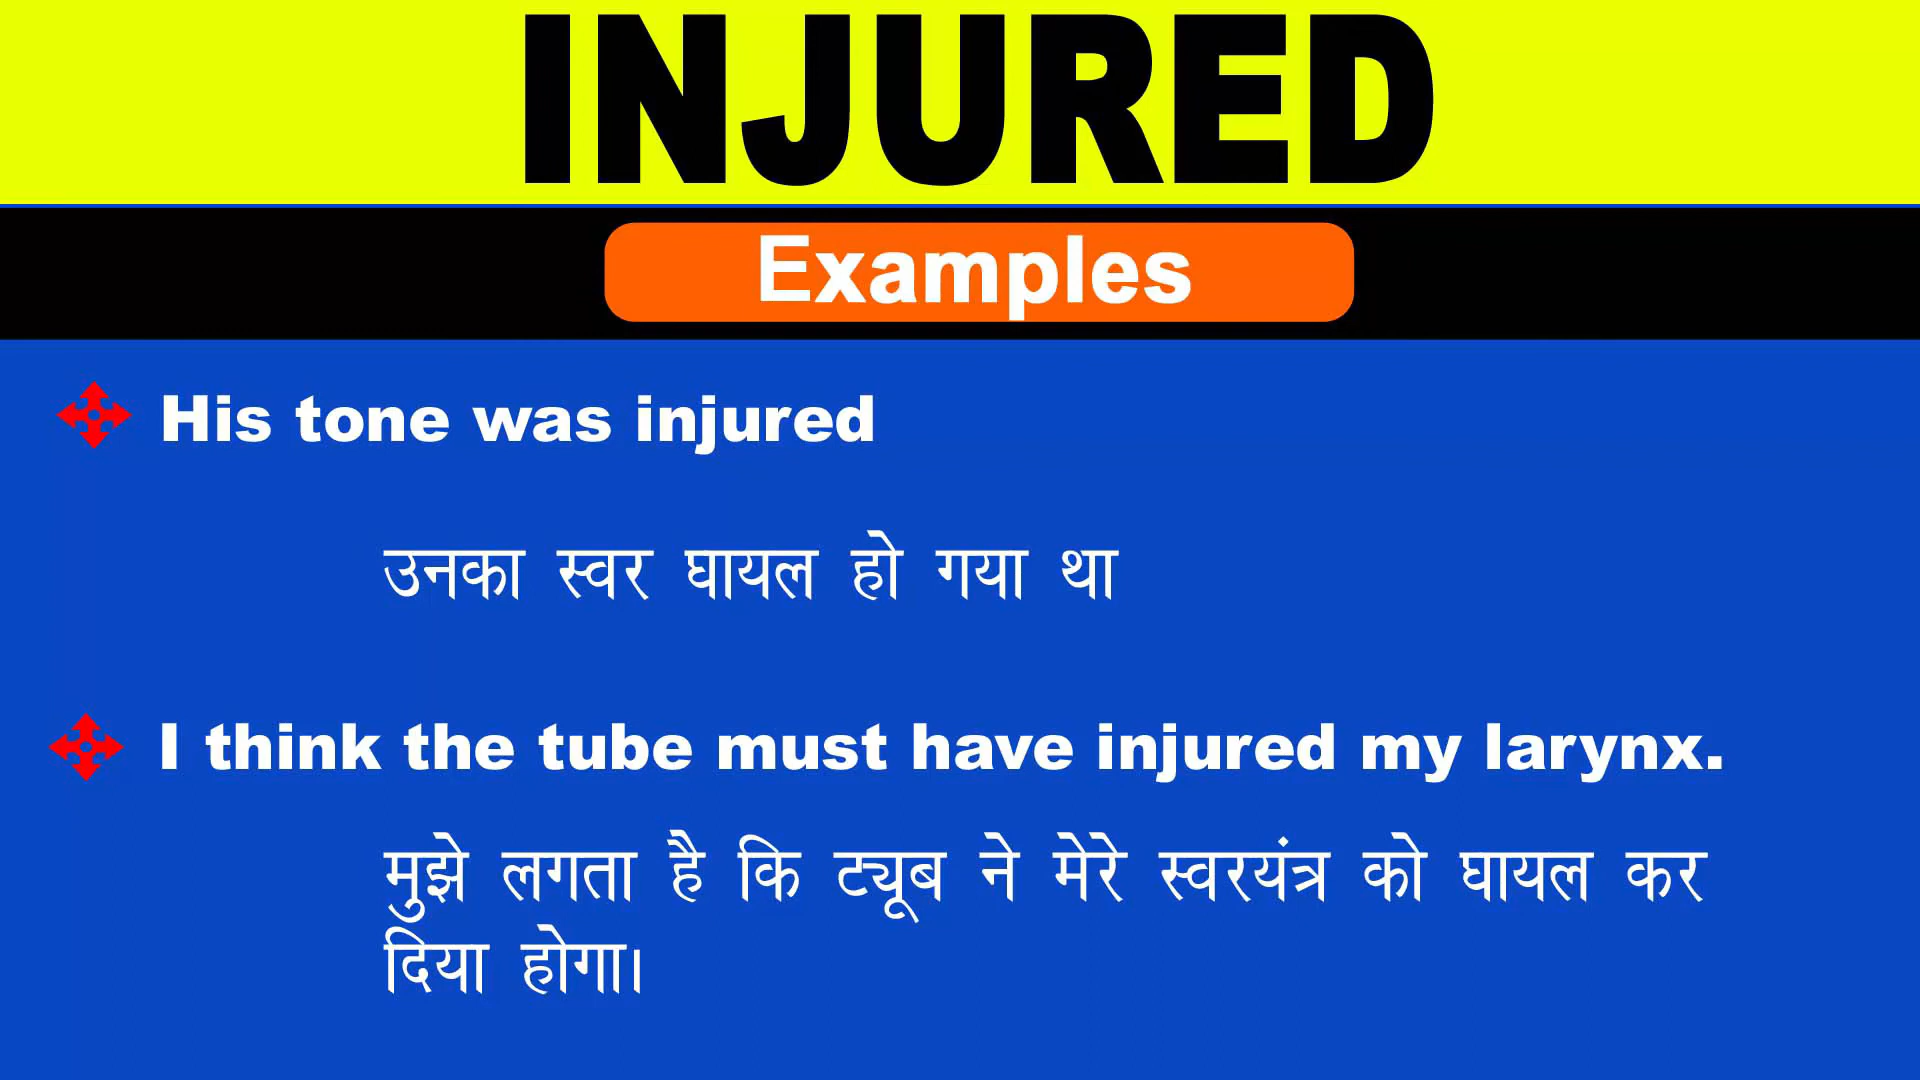 INJURED
Examples
His tone was injured
उनका स्वर घायल हो गया था
I think the tube must have injured my larynx.
मुझे लगता है कि ट्यूब ने मेरे स्वरयंत्र को घायल कर
दिया होगा।